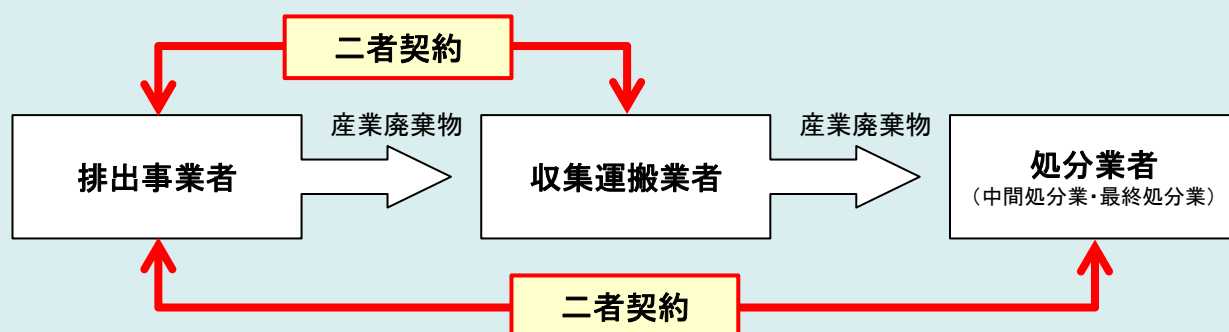 二者契約
産業廃棄物
産業廃棄物
排出事業者
収集運搬業者
処分業者
（中間処分業・最終処分業）
二者契約